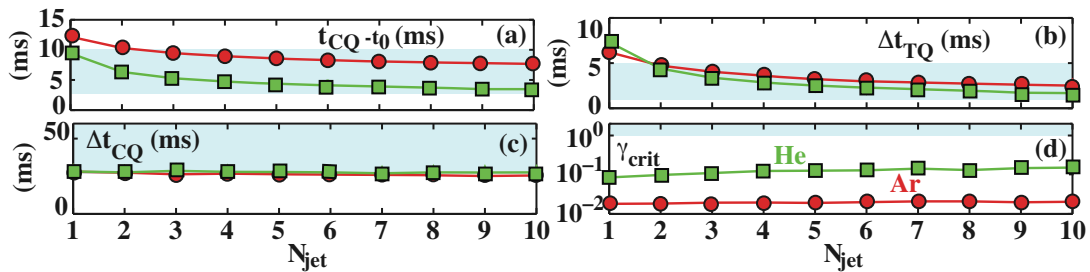 15
10
5
0
(ms)
t_CQ -t_0 (ms)
(a)
10
5
0
(ms)
Δt_TQ (ms)
(b)
50
0
(ms)
Δt_CQ (ms)
(c)
1 2 3 4 5 6 7 8 9 10
N_jet
10^0
10^-1
10^-2
γ_crit
He
Ar
(d)
1 2 3 4 5 6 7 8 9 10
N_jet